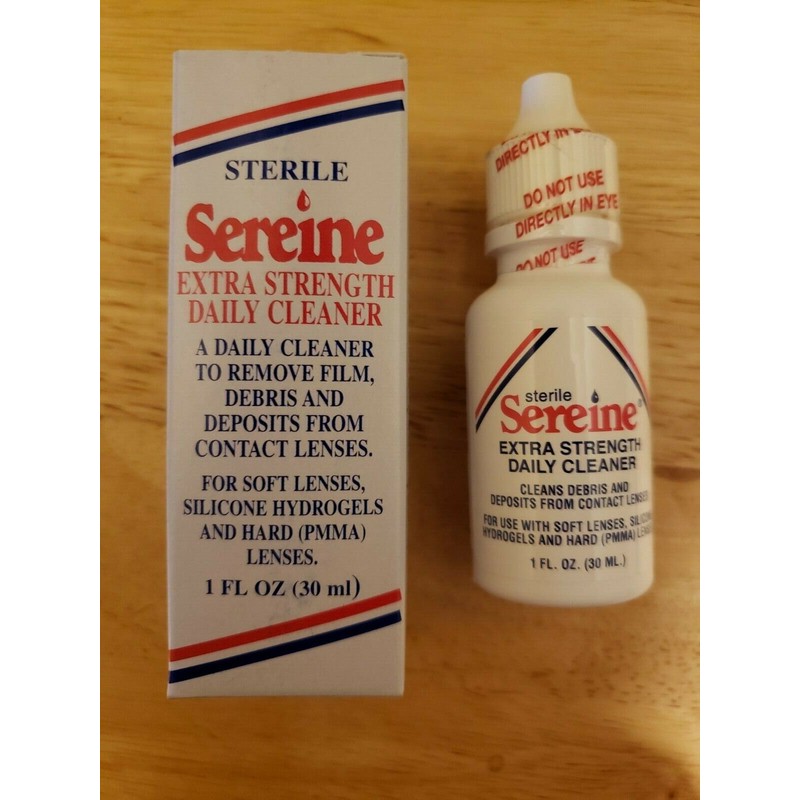 STERILE
Sereine
EXTRA STRENGTH
DAILY CLEANER
A DAILY CLEANER
TO REMOVE FILM,
DEBRIS AND
DEPOSITS FROM
CONTACT LENSES.
FOR SOFT LENSES,
SILICONE HYDROGELS
AND HARD (PMMA)
LENSES.
1 FL OZ (30 ml)
DIRECTLY IN
DO NOT USE
DIRECTLY IN EYE
DO NOT USE
sterile
Sereine®
EXTRA STRENGTH
DAILY CLEANER
CLEANS DEBRIS AND
DEPOSITS FROM CONTACT LENSES
FOR USE WITH SOFT LENSES,
HYDROGELS AND HARD (PMMA)
1 FL. OZ. (30 ML.)